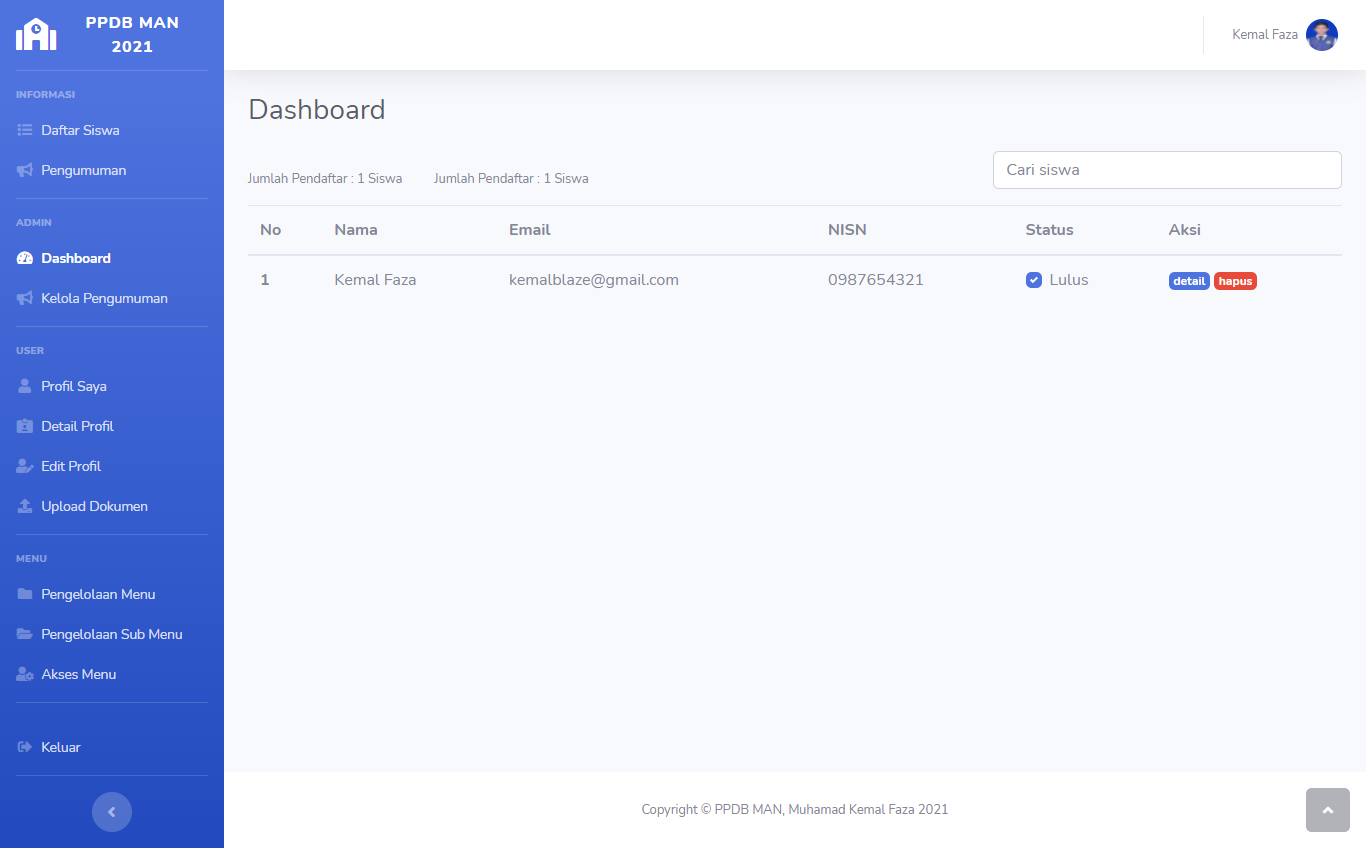 PPDB MAN
2021
Kemal Faza
INFORMASI
Daftar Siswa
Pengumuman
ADMIN
Dashboard
Kelola Pengumuman
USER
Profil Saya
Detail Profil
Edit Profil
Upload Dokumen
MENU
Pengelolaan Menu
Pengelolaan Sub Menu
Akses Menu
Keluar
Dashboard
Jumlah Pendaftar : 1 Siswa Jumlah Pendaftar : 1 Siswa Cari siswa
No Nama Email NISN Status Aksi
1 Kemal Faza kemalblaze@gmail.com 0987654321 Lulus detail hapus
Copyright © PPDB MAN, Muhamad Kemal Faza 2021